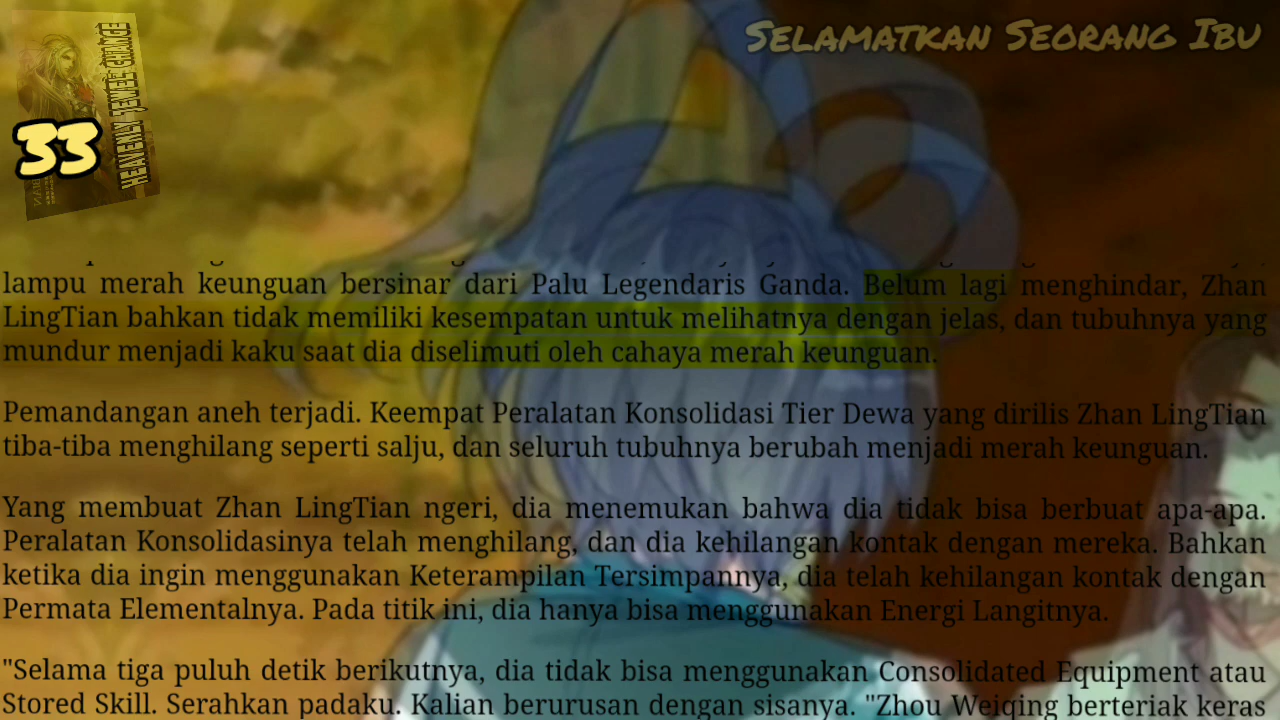 Selamatkan Seorang Ibu
HEAVENLY JEWEL CHANGE
33
lampu merah keunguan bersinar dari Palu Legendaris Ganda. Belum lagi menghindar, Zhan
LingTian bahkan tidak memiliki kesempatan untuk melihatnya dengan jelas, dan tubuhnya yang
mundur menjadi kaku saat dia diselimuti oleh cahaya merah keunguan.
Pemandangan aneh terjadi. Keempat Peralatan Konsolidasi Tier Dewa yang dirilis Zhan LingTian
tiba-tiba menghilang seperti salju, dan seluruh tubuhnya berubah menjadi merah keunguan.
Yang membuat Zhan LingTian ngeri, dia menemukan bahwa dia tidak bisa berbuat apa-apa.
Peralatan Konsolidasinya telah menghilang, dan dia kehilangan kontak dengan mereka. Bahkan
ketika dia ingin menggunakan Keterampilan Tersimpannya, dia telah kehilangan kontak dengan
Permata Elementalnya. Pada titik ini, dia hanya bisa menggunakan Energi Langitnya.
"Selama tiga puluh detik berikutnya, dia tidak bisa menggunakan Consolidated Equipment atau
Stored Skill. Serahkan padaku. Kalian berurusan dengan sisanya. "Zhou Weiqing berteriak keras